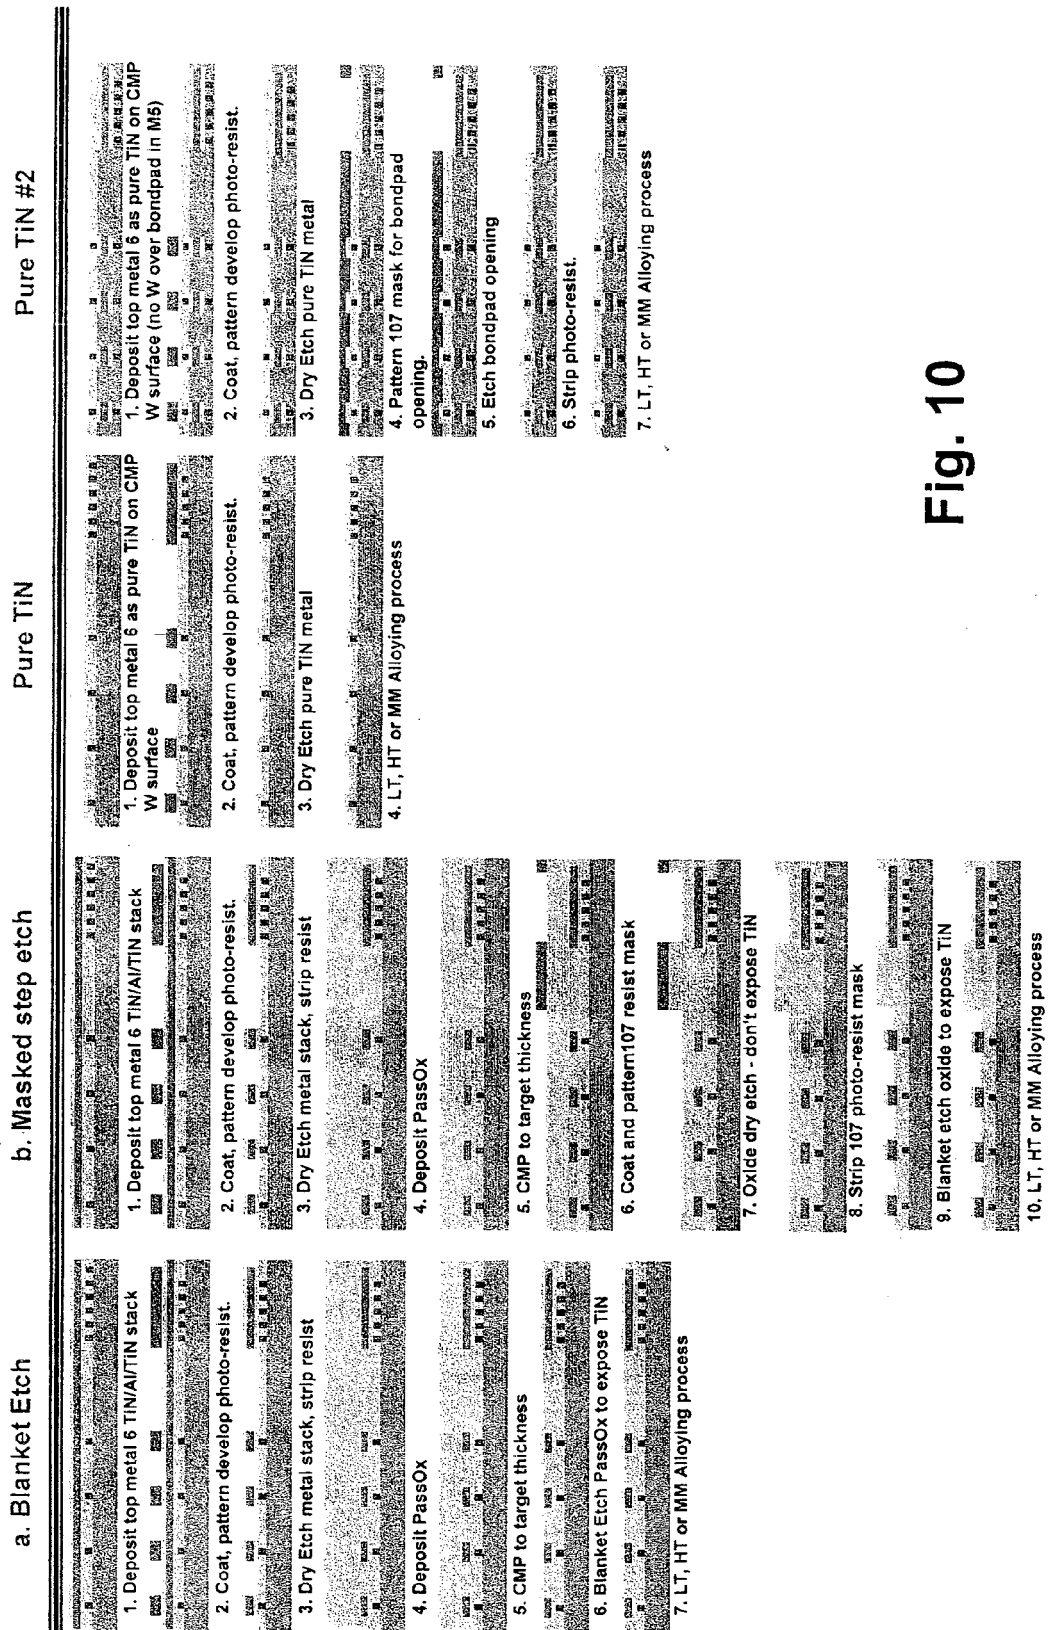 a. Blanket Etch
1. Deposit top metal 6 TiN/Al/TiN stack
2. Coat, pattern develop photo-resist.
3. Dry Etch metal stack, strip resist
4. Deposit PassOx
5. CMP to target thickness
6. Blanket Etch PassOx to expose TiN
7. LT, HT or MM Alloying process
b. Masked step etch
1. Deposit top metal 6 TiN/Al/TiN stack
2. Coat, pattern develop photo-resist.
3. Dry Etch metal stack, strip resist
4. Deposit PassOx
5. CMP to target thickness
6. Coat and pattern107 resist mask
7. Oxide dry etch - don't expose TiN
8. Strip 107 photo-resist mask
9. Blanket etch oxide to expose TiN
10. LT, HT or MM Alloying process
Pure TiN
1. Deposit top metal 6 as pure TiN on CMP
W surface
2. Coat, pattern develop photo-resist.
3. Dry Etch pure TiN metal
4. LT, HT or MM Alloying process
Pure TiN #2
1. Deposit top metal 6 as pure TiN on CMP
W surface (no W over bondpad in M5)
2. Coat, pattern develop photo-resist.
3. Dry Etch pure TiN metal
4. Pattern 107 mask for bondpad
opening.
5. Etch bondpad opening
6. Strip photo-resist.
7. LT, HT or MM Alloying process
Fig. 10